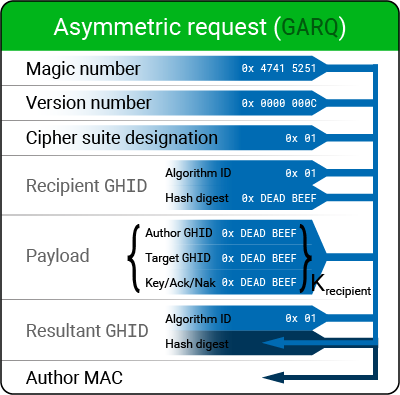 Asymmetric request (GARQ)
Magic number 0x 4741 5251
Version number 0x 0000 000C
Cipher suite designation 0x 01
Recipient GHID
Algorithm ID 0x 01
Hash digest 0x DEAD BEEF
Payload
{ Author GHID 0x DEAD BEEF
Target GHID 0x DEAD BEEF
Key/Ack/Nak 0x DEAD BEEF } Krecipient
Resultant GHID
Algorithm ID 0x 01
Hash digest
Author MAC